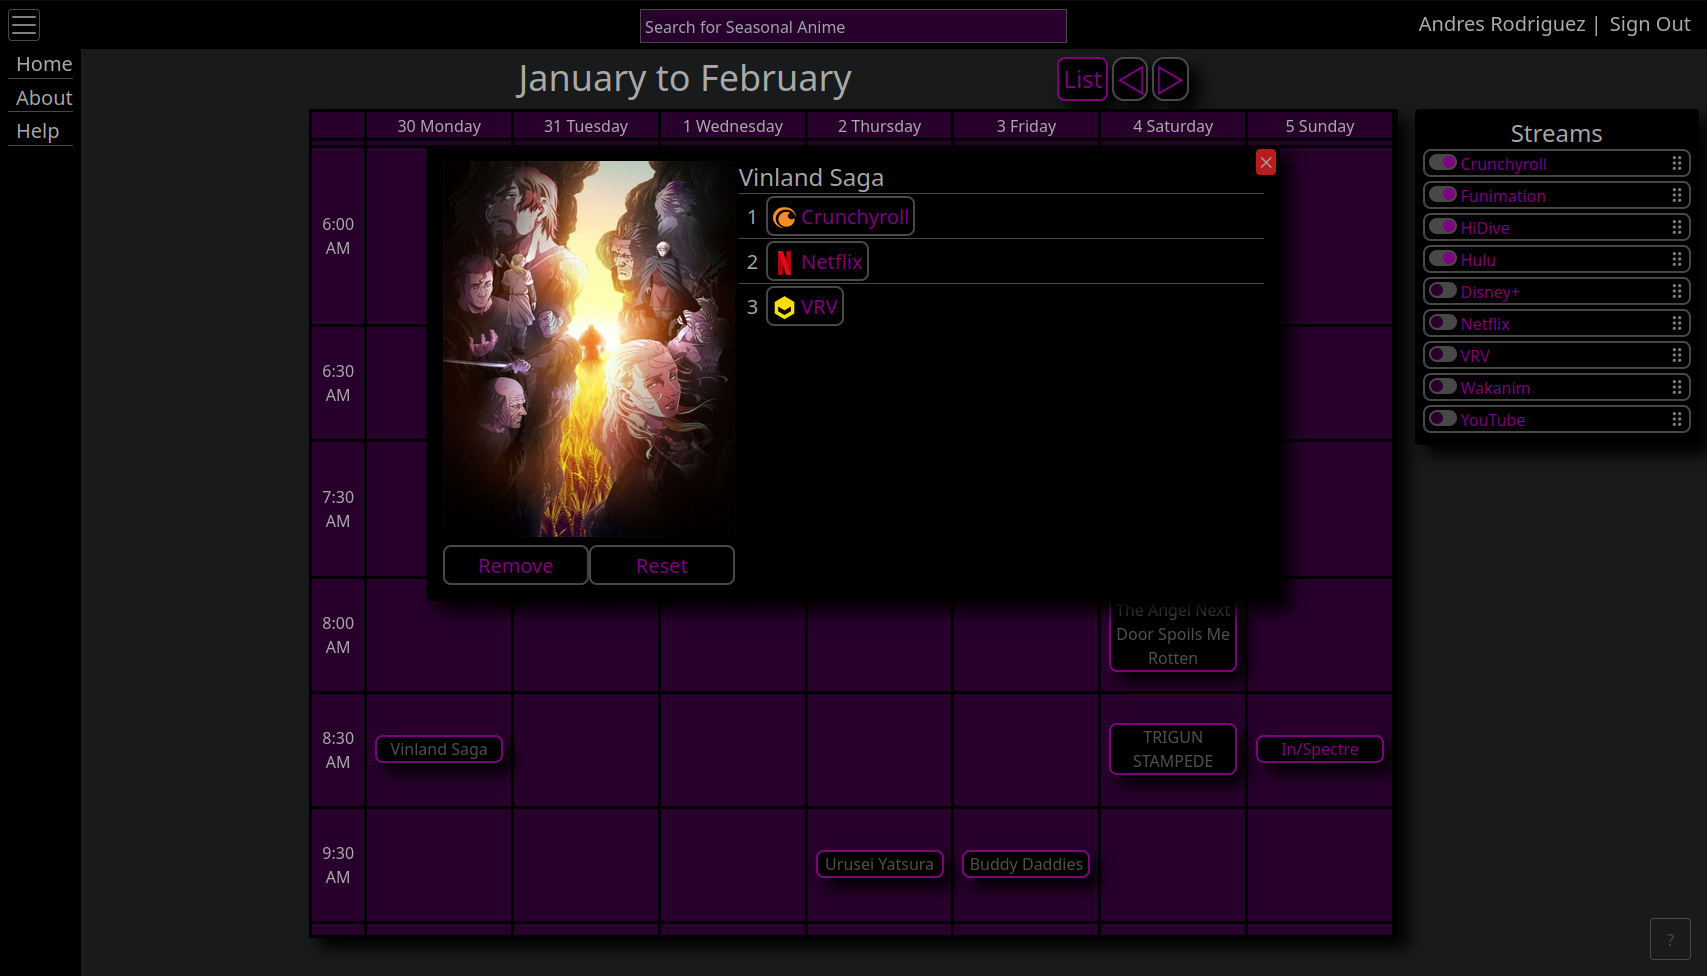 Search for Seasonal Anime
Andres Rodriguez | Sign Out
Home
About
Help
January to February
List
30 Monday
31 Tuesday
1 Wednesday
2 Thursday
3 Friday
4 Saturday
5 Sunday
6:00
AM
6:30
AM
7:30
AM
8:00
AM
8:30
AM
9:30
AM
Vinland Saga
1 Crunchyroll
2 Netflix
3 VRV
Remove
Reset
The Angel Next
Door Spoils Me
Rotten
Vinland Saga
TRIGUN
STAMPEDE
In/Spectre
Urusei Yatsura
Buddy Daddies
Streams
Crunchyroll
Funimation
HiDive
Hulu
Disney+
Netflix
VRV
Wakanim
YouTube
?